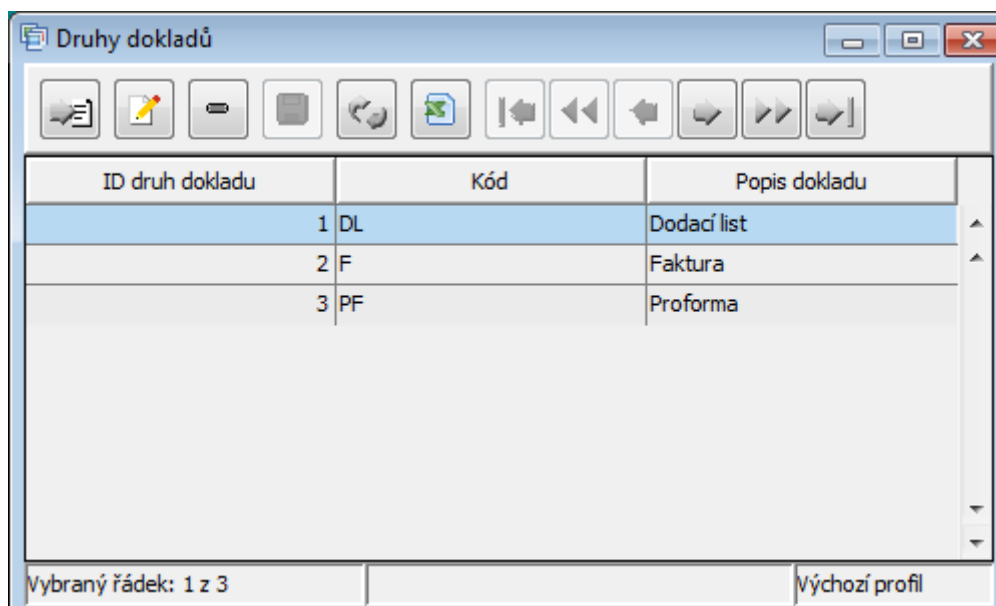 Druhy dokladů
ID druh dokladu Kód Popis dokladu
1 DL Dodací list
2 F Faktura
3 PF Proforma
Vybraný řádek: 1 z 3 Výchozí profil